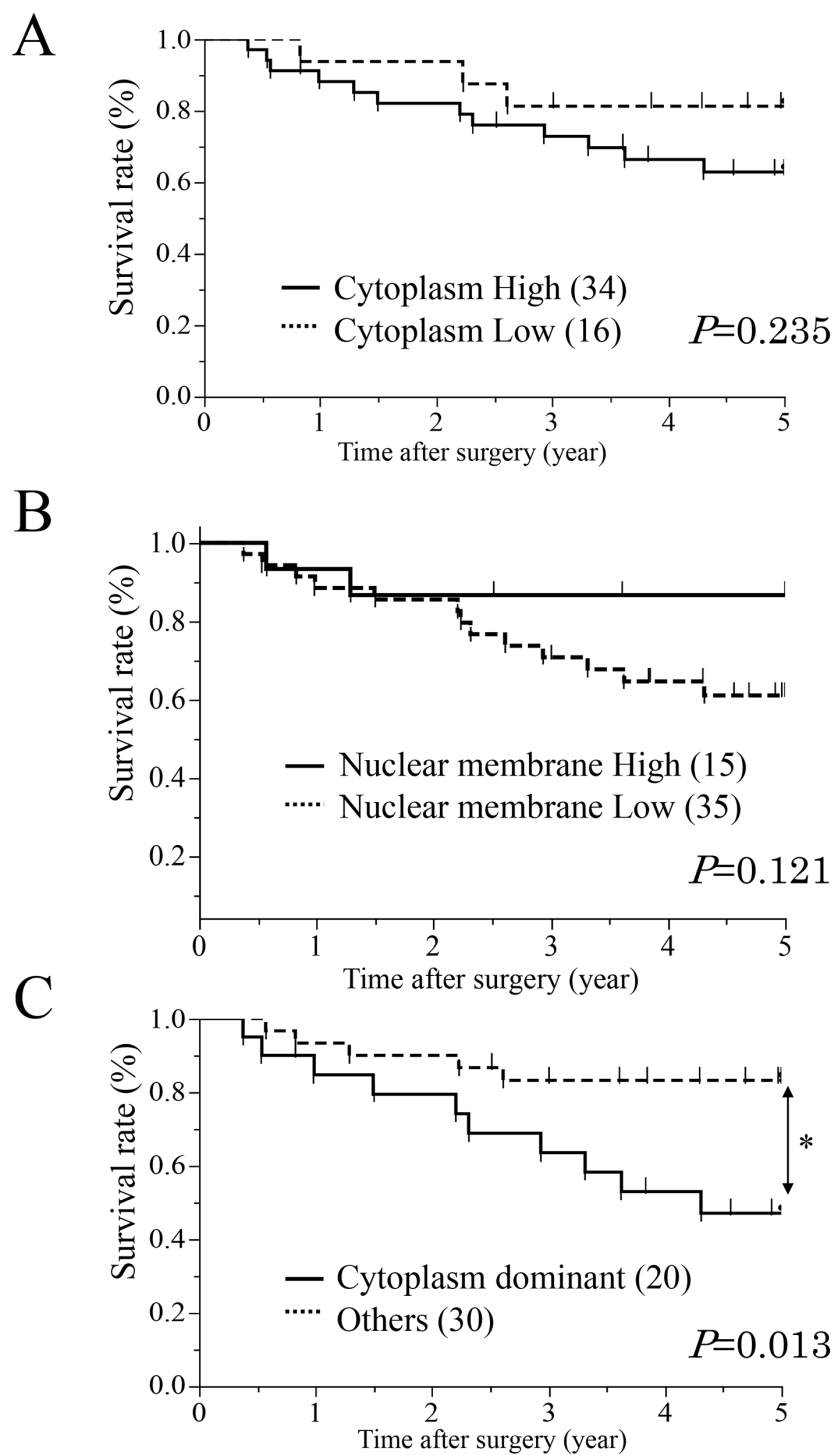 A
Survival rate (%)
1.0
0.8
0.6
0.4
0.2
0.0
Cytoplasm High (34)
Cytoplasm Low (16)
P=0.235
0 1 2 3 4 5
Time after surgery (year)
B
Survival rate (%)
1.0
0.8
0.6
0.4
0.2
Nuclear membrane High (15)
Nuclear membrane Low (35)
P=0.121
0 1 2 3 4 5
Time after surgery (year)
C
Survival rate (%)
1.0
0.8
0.6
0.4
0.2
0.0
*
Cytoplasm dominant (20)
Others (30)
P=0.013
0 1 2 3 4 5
Time after surgery (year)